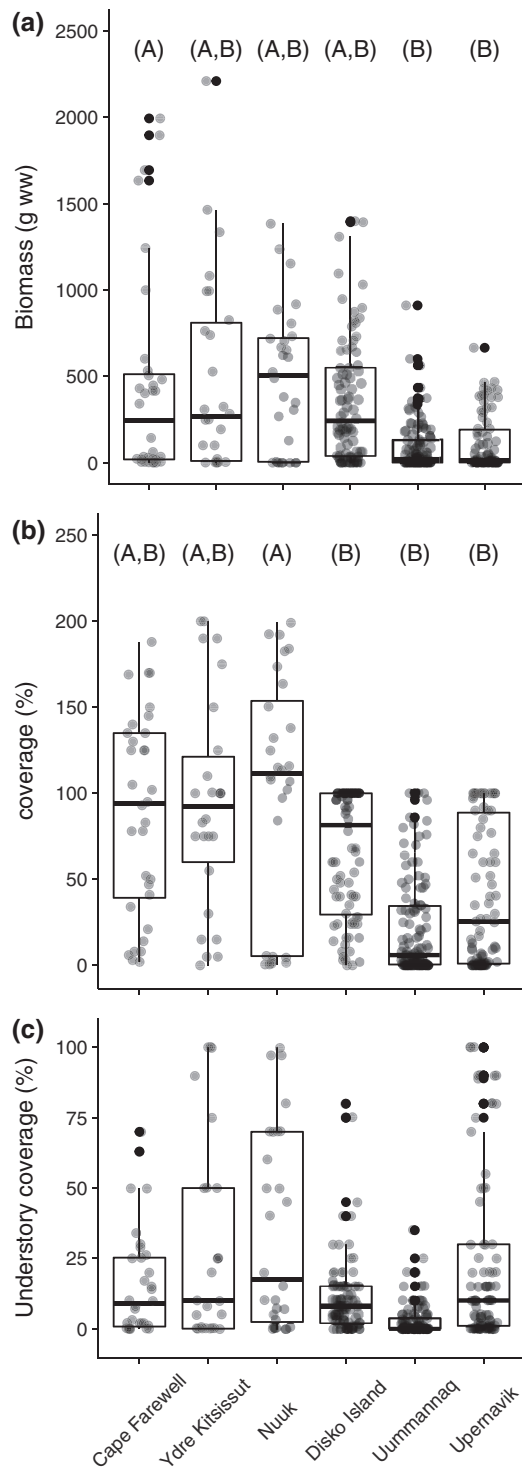 (a)
2500
(A) (A,B) (A,B) (A,B) (B) (B)
2000
1500
1000
500
0
Biomass (g ww)
(b)
250
(A,B) (A,B) (A) (B) (B) (B)
200
150
100
50
0
coverage (%)
(c)
100
75
50
25
0
Understory coverage (%)
Cape Farewell
Ydre Kitsissut
Nuuk
Disko Island
Uummannaq
Upernavik